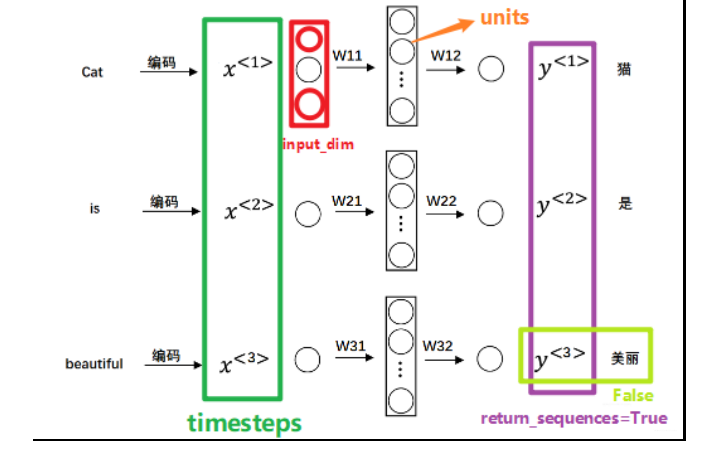 units
Cat 编码 x<1> W11 W12 y<1> 猫
input_dim
is 编码 x<2> W21 W22 y<2> 是
beautiful 编码 x<3> W31 W32 y<3> 美丽
False
timesteps
return_sequences=True